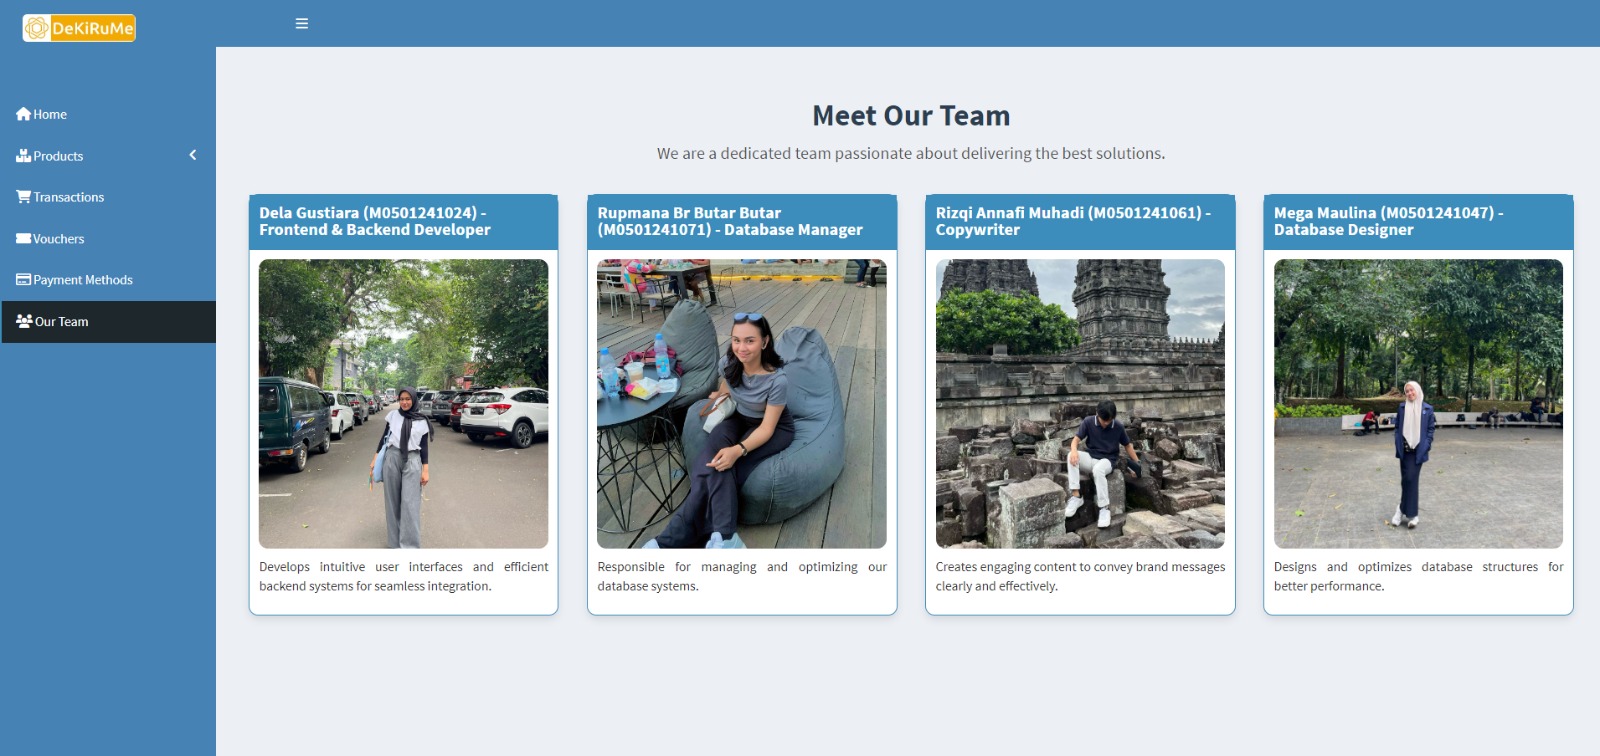 DeKiRuMe
Home
Products
Transactions
Vouchers
Payment Methods
Our Team
Meet Our Team
We are a dedicated team passionate about delivering the best solutions.
Dela Gustiara (M0501241024) -
Frontend & Backend Developer
Develops intuitive user interfaces and efficient
backend systems for seamless integration.
Rupmana Br Butar Butar
(M0501241071) - Database Manager
Responsible for managing and optimizing our
database systems.
Rizqi Annafi Muhadi (M0501241061) -
Copywriter
Creates engaging content to convey brand messages
clearly and effectively.
Mega Maulina (M0501241047) -
Database Designer
Designs and optimizes database structures for
better performance.